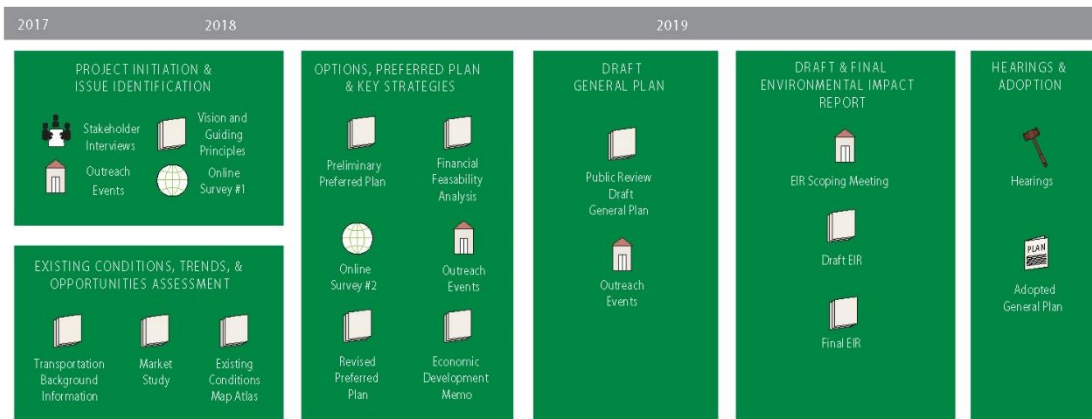 2017
2018
2019
PROJECT INITIATION &
ISSUE IDENTIFICATION
Stakeholder
Interviews
Vision and
Guiding
Principles
Outreach
Events
Online
Survey #1
EXISTING CONDITIONS, TRENDS, &
OPPORTUNITIES ASSESSMENT
Transportation
Background
Information
Market
Study
Existing
Conditions
Map Atlas
OPTIONS, PREFERRED PLAN
& KEY STRATEGIES
Preliminary
Preferred Plan
Financial
Feasability
Analysis
Online
Survey #2
Outreach
Events
Revised
Preferred
Plan
Economic
Development
Memo
DRAFT
GENERAL PLAN
Public Review
Draft
General Plan
Outreach
Events
DRAFT & FINAL
ENVIRONMENTAL IMPACT
REPORT
EIR Scoping Meeting
Draft EIR
Final EIR
HEARINGS &
ADOPTION
Hearings
PLAN
Adopted
General Plan